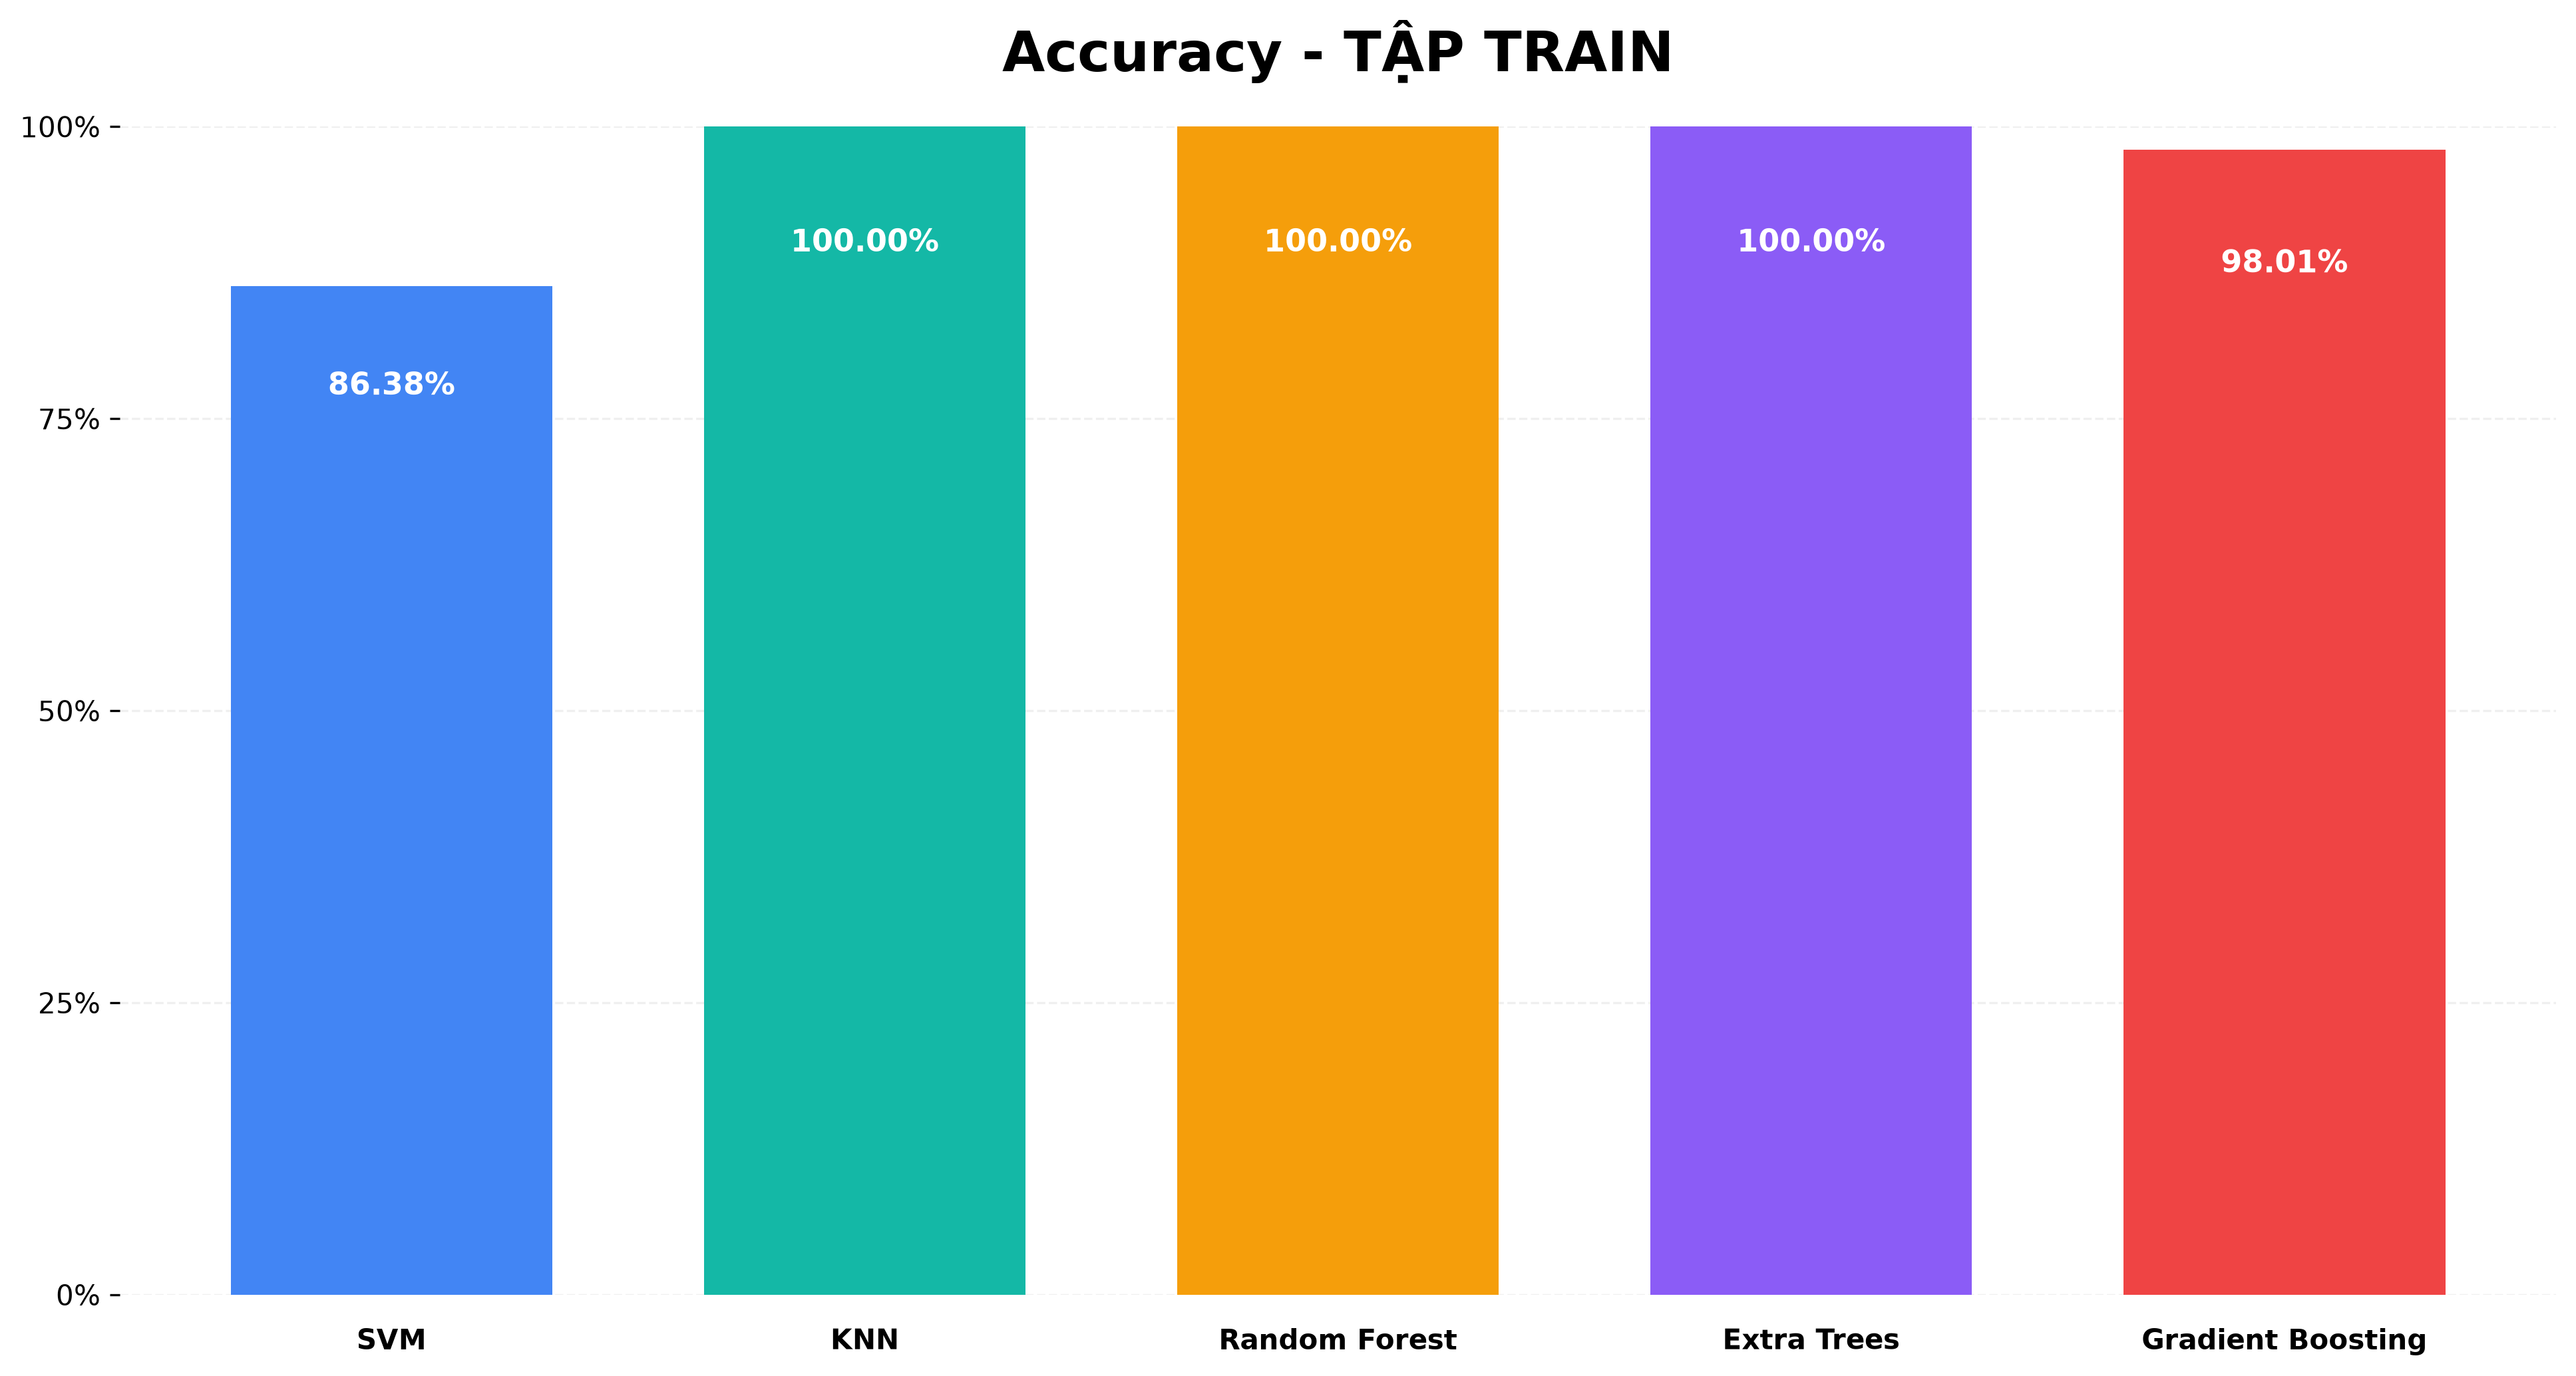 Accuracy - TẬP TRAIN
100%
75%
50%
25%
0%
86.38%
100.00%
100.00%
100.00%
98.01%
SVM
KNN
Random Forest
Extra Trees
Gradient Boosting